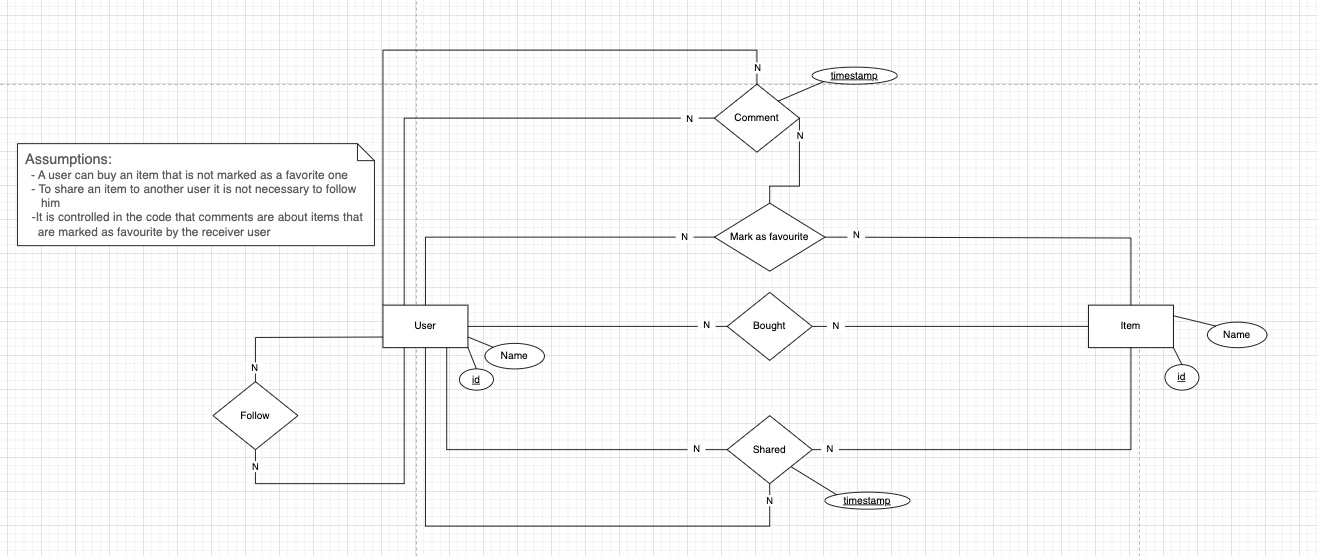 N
timestamp
Comment
N
N
Assumptions:
- A user can buy an item that is not marked as a favorite one
- To share an item to another user it is not necessary to follow
him
-It is controlled in the code that comments are about items that
are marked as favourite by the receiver user
N
Mark as favourite
N
User
N
Bought
N
Item
Name
Name
id
id
N
Follow
N
N
Shared
N
N
timestamp